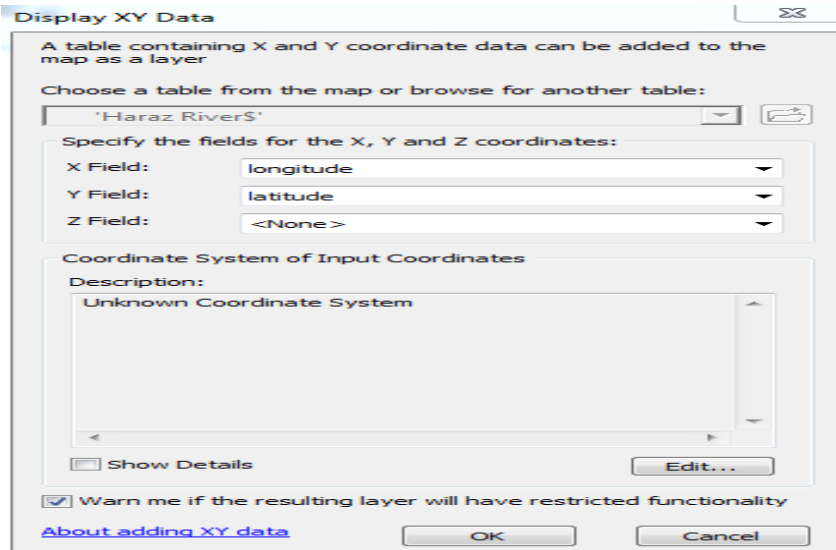 Display XY Data
A table containing X and Y coordinate data can be added to the
map as a layer
Choose a table from the map or browse for another table:
'Haraz River$'
Specify the fields for the X, Y and Z coordinates:
X Field: longitude
Y Field: latitude
Z Field: <None>
Coordinate System of Input Coordinates
Description:
Unknown Coordinate System
Show Details Edit...
Warn me if the resulting layer will have restricted functionality
About adding XY data OK Cancel